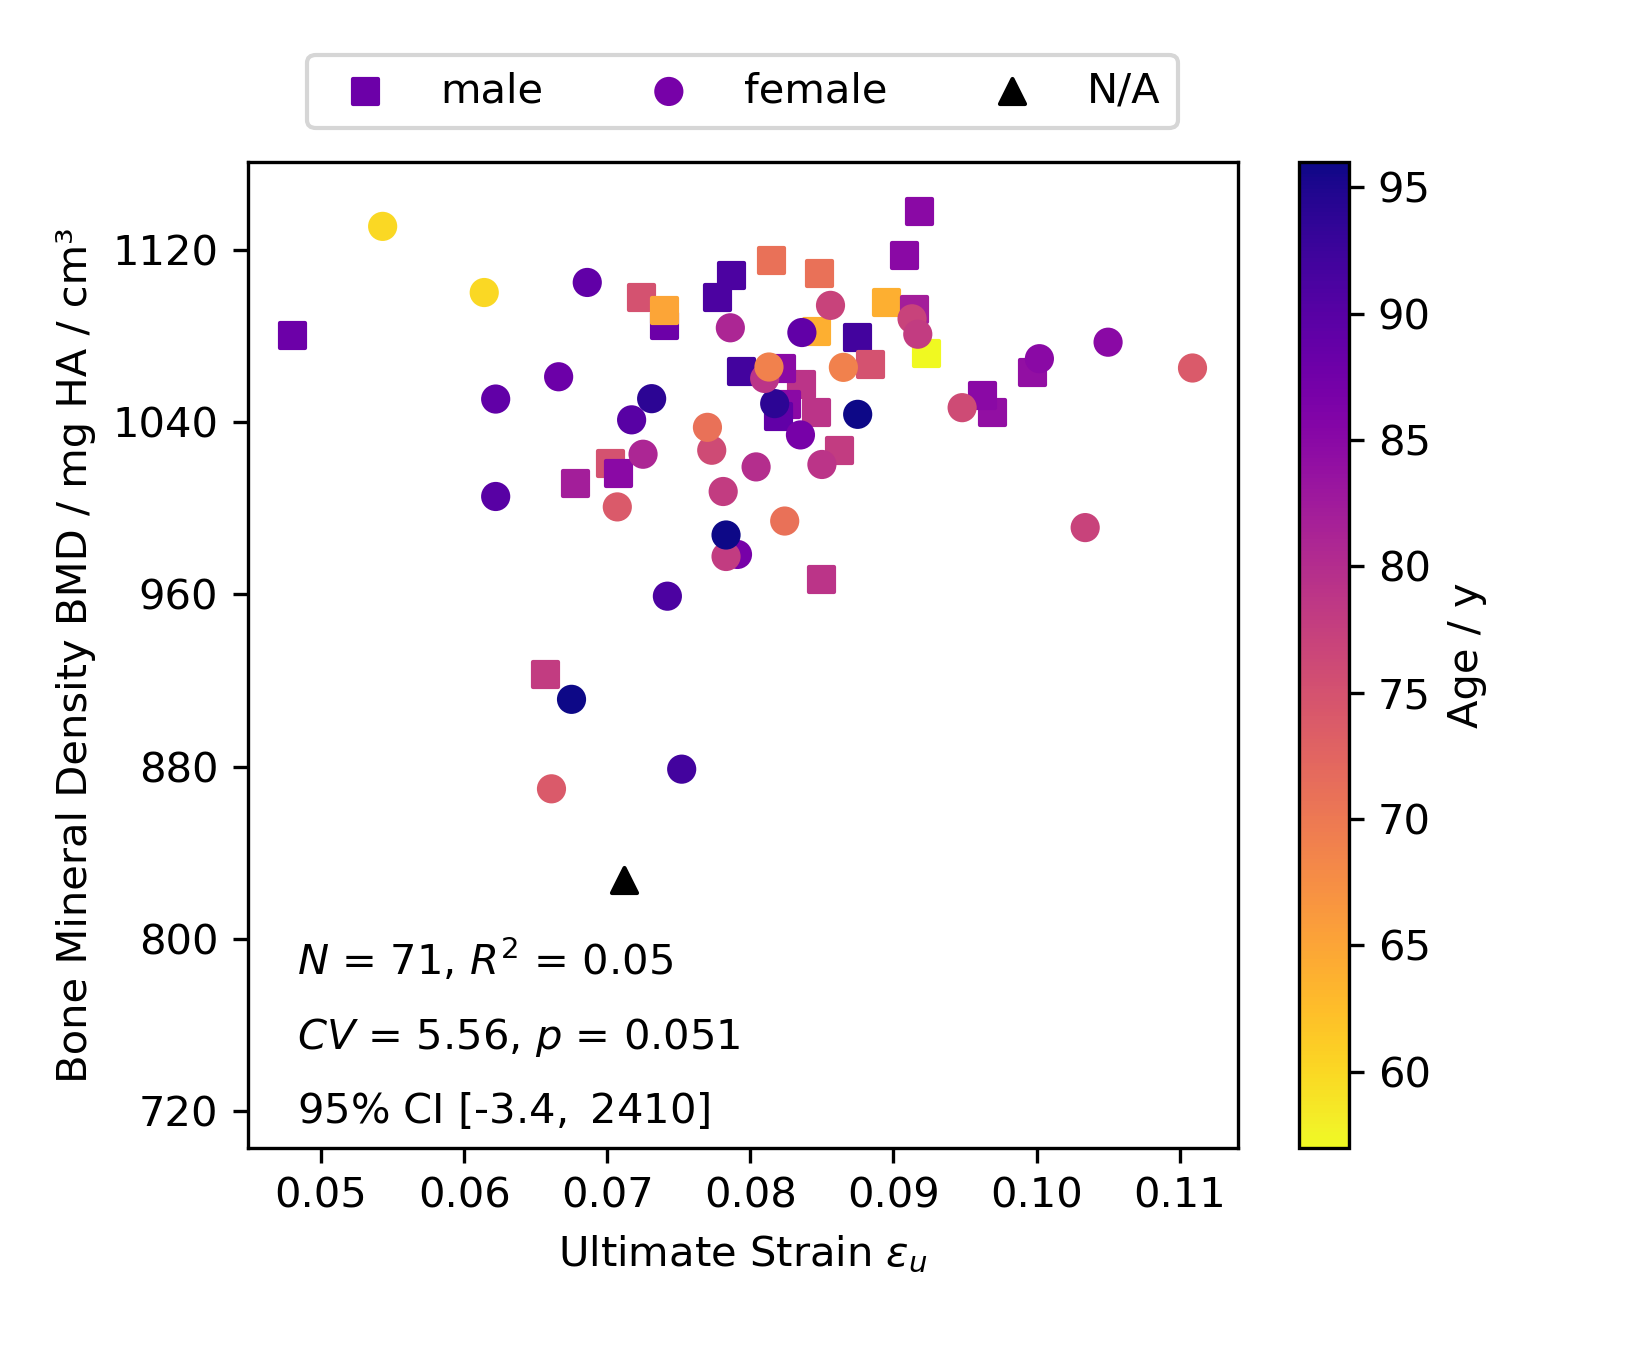 male female N/A
Bone Mineral Density BMD / mg HA / cm³
1120
1040
960
880
800
720
N = 71, R² = 0.05
CV = 5.56, p = 0.051
95% CI [-3.4, 2410]
0.05 0.06 0.07 0.08 0.09 0.10 0.11
Ultimate Strain εᵤ
95
90
85
80
75
70
65
60
Age / y